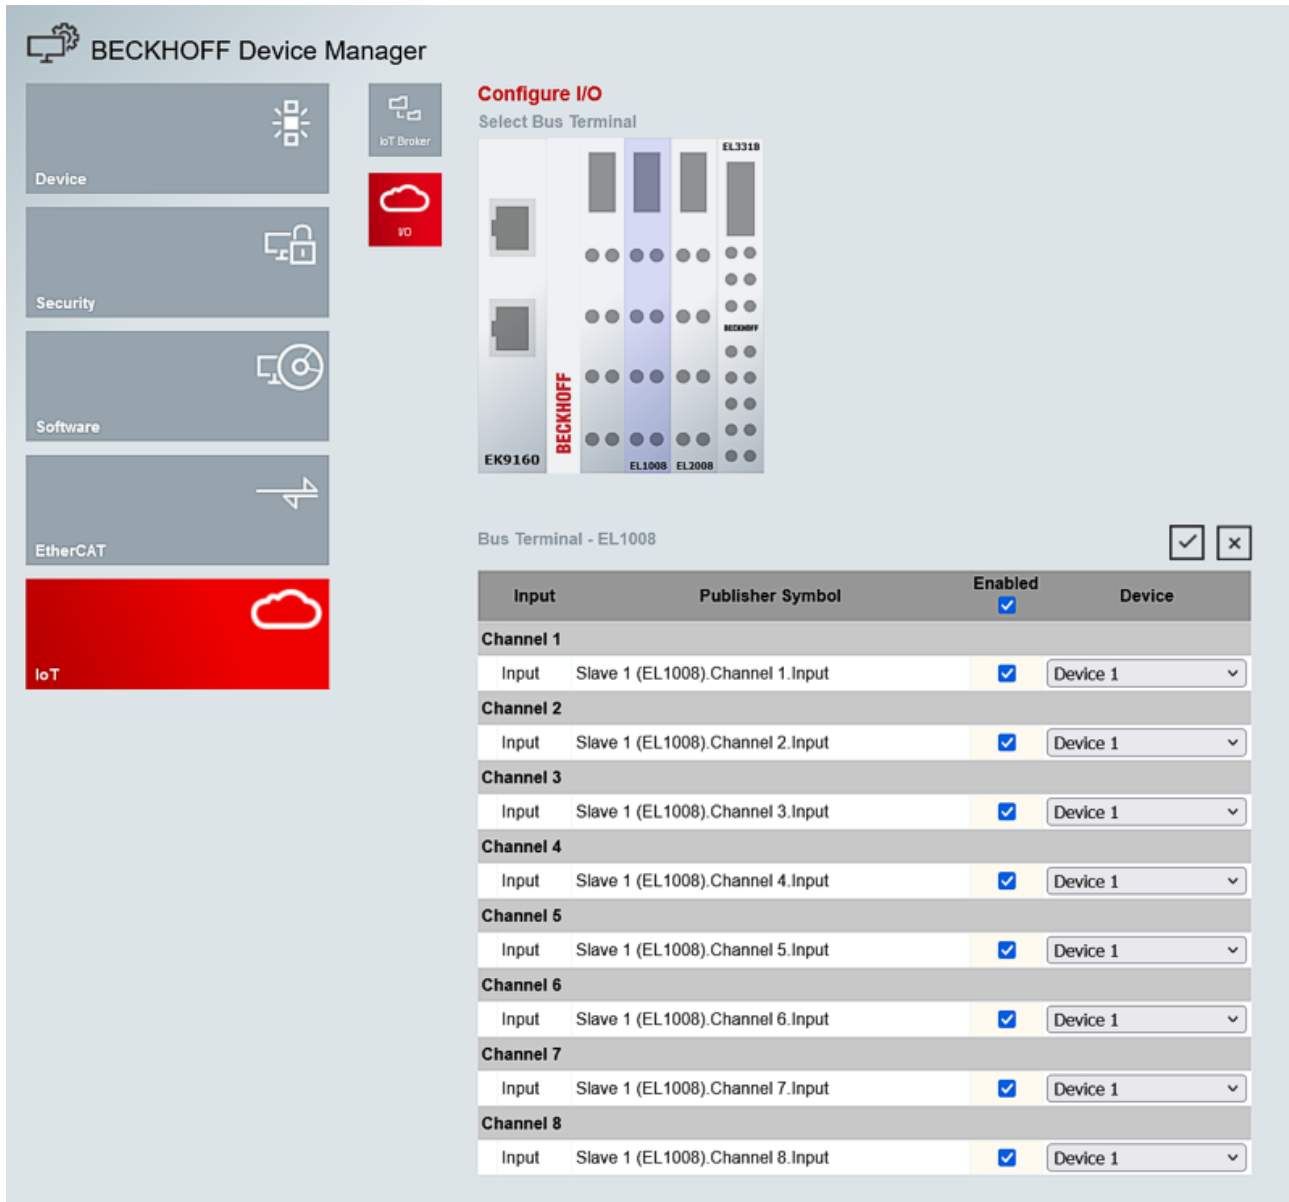 BECKHOFF Device Manager
Device
Security
Software
EtherCAT
IoT
IoT Broker
I/O
Configure I/O
Select Bus Terminal
EL3318
BECKHOFF
BECKHOFF
EK9160
EL1008
EL2008
Bus Terminal - EL1008
Input Publisher Symbol Enabled Device
Channel 1
Input Slave 1 (EL1008).Channel 1.Input Device 1
Channel 2
Input Slave 1 (EL1008).Channel 2.Input Device 1
Channel 3
Input Slave 1 (EL1008).Channel 3.Input Device 1
Channel 4
Input Slave 1 (EL1008).Channel 4.Input Device 1
Channel 5
Input Slave 1 (EL1008).Channel 5.Input Device 1
Channel 6
Input Slave 1 (EL1008).Channel 6.Input Device 1
Channel 7
Input Slave 1 (EL1008).Channel 7.Input Device 1
Channel 8
Input Slave 1 (EL1008).Channel 8.Input Device 1